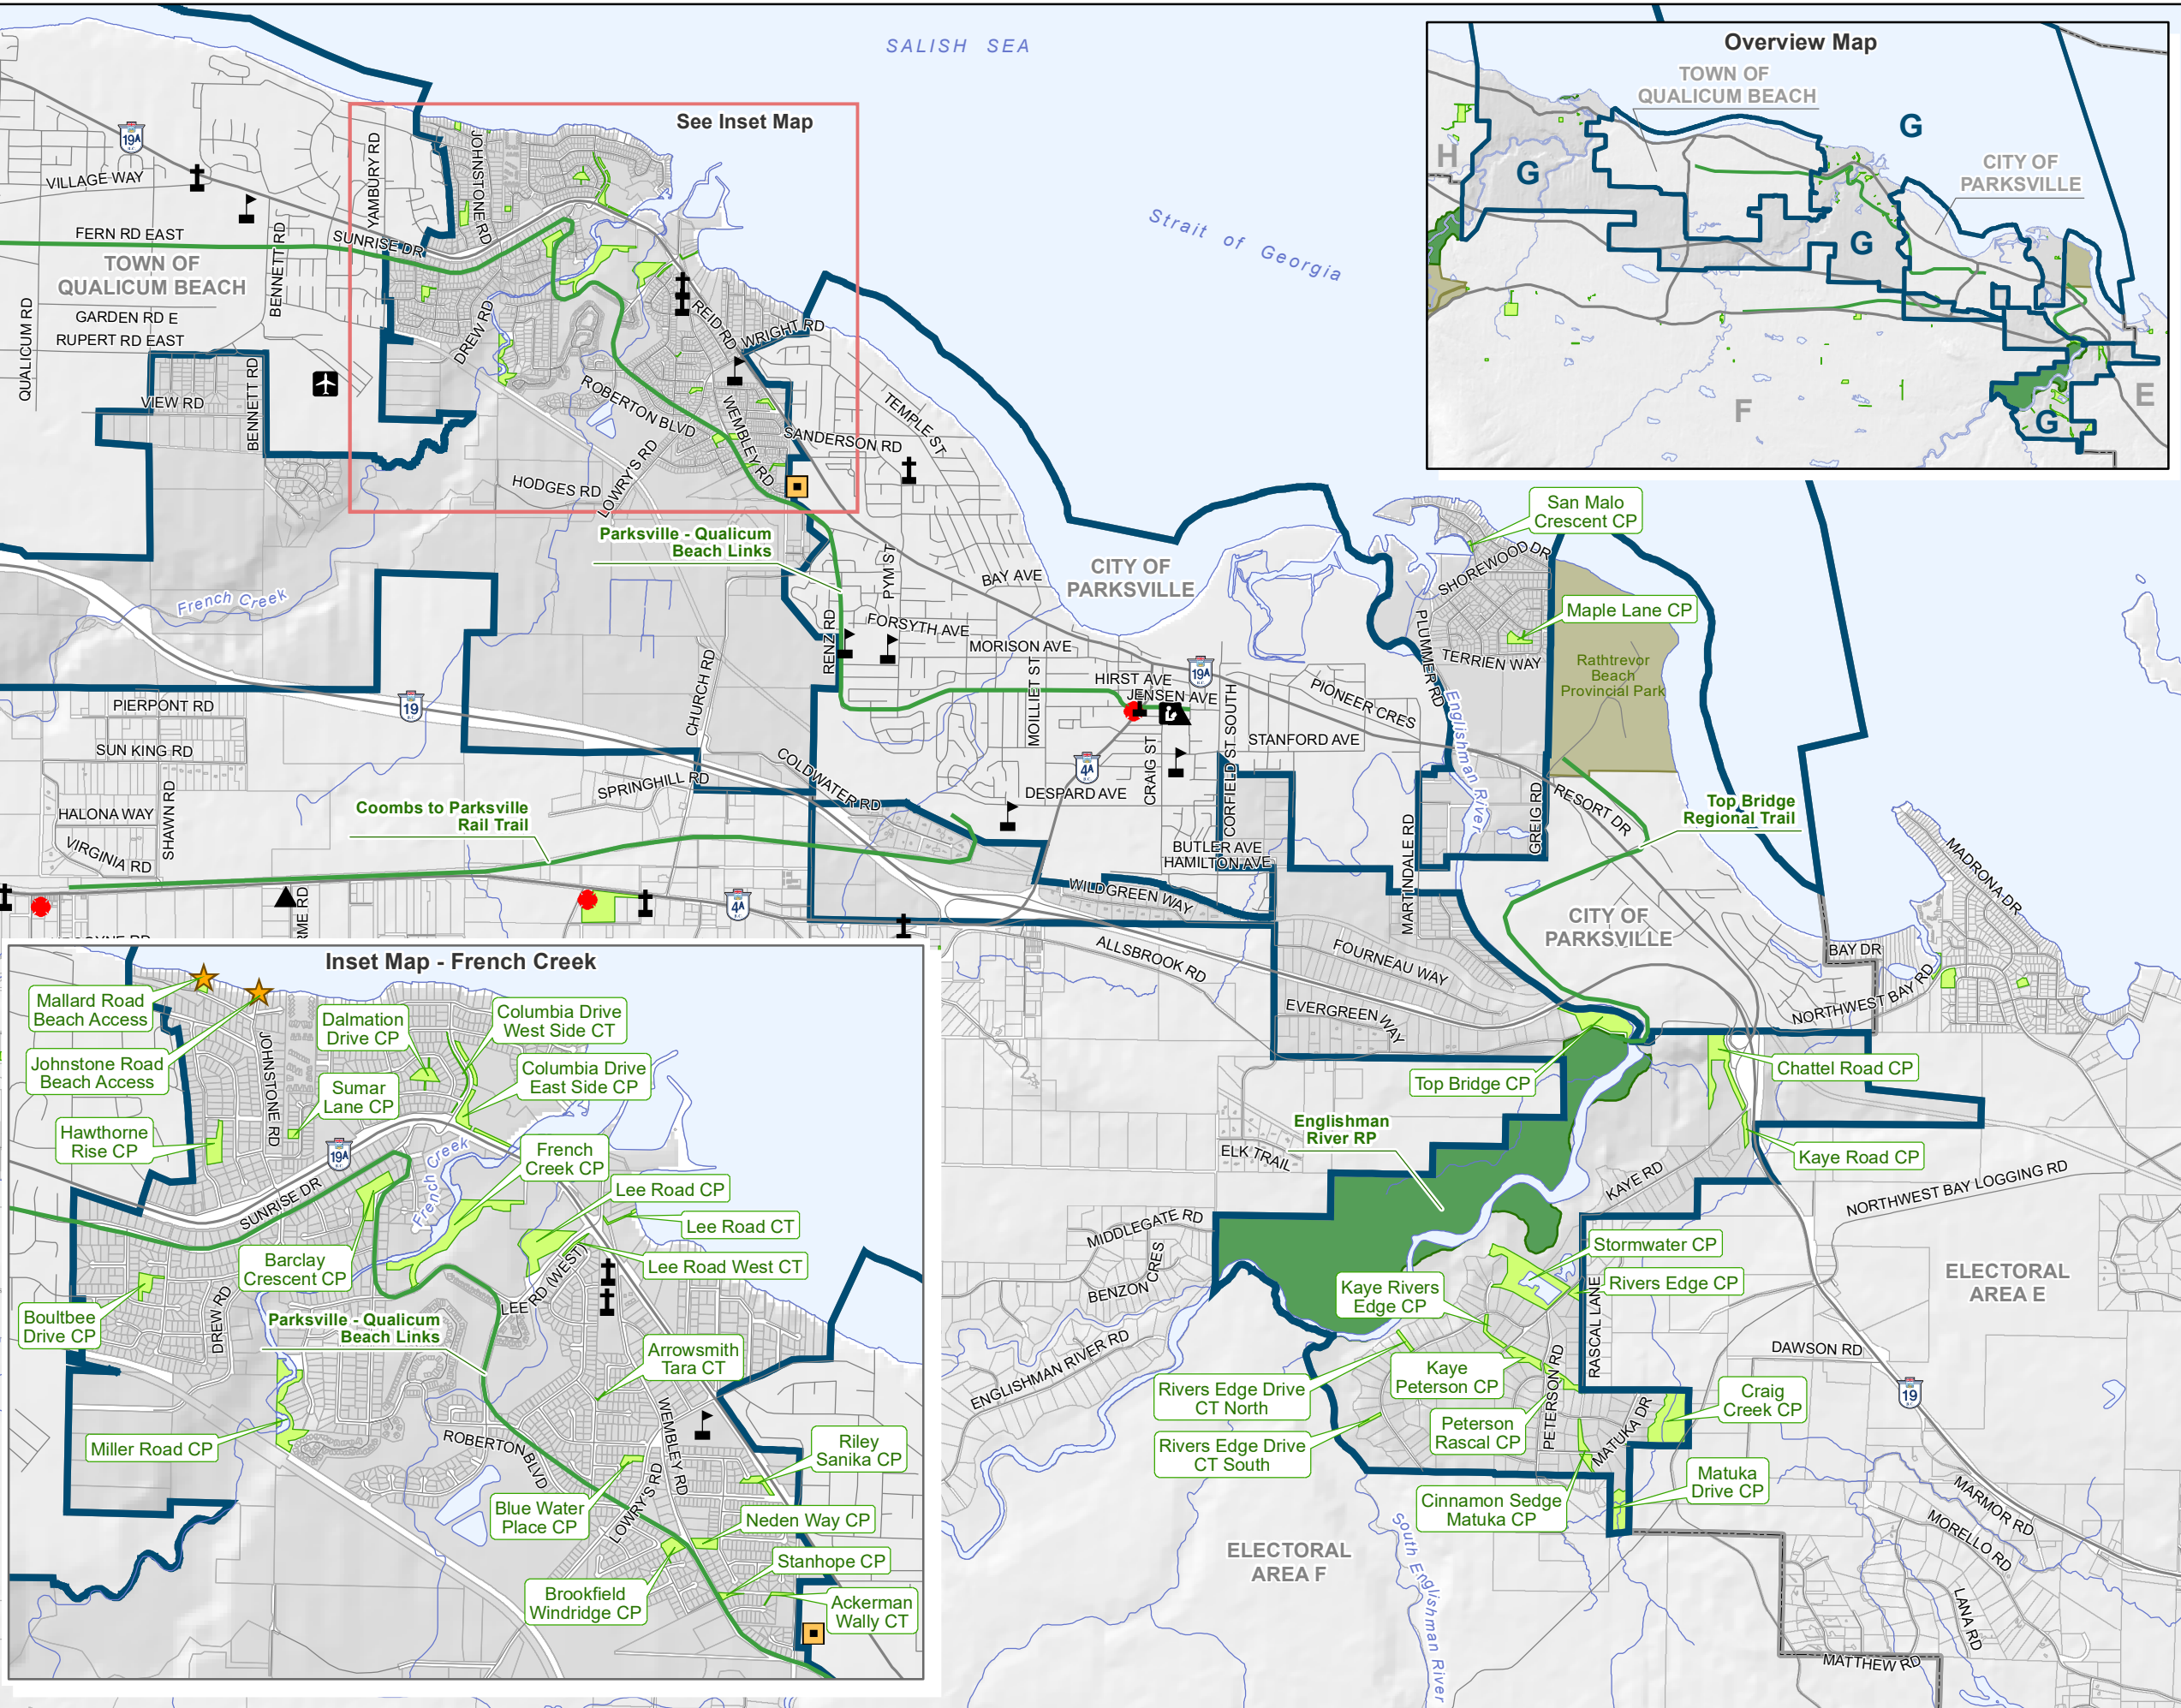 SALISH SEA
Strait of Georgia
See Inset Map
19A
VILLAGE WAY
YAMBURY RD
JOHNSTONE RD
FERN RD EAST
SUNRISE DR
TOWN OF
QUALICUM BEACH
BENNETT RD
QUALICUM RD
GARDEN RD E
RUPERT RD EAST
DREW RD
REID RD
WRIGHT RD
VIEW RD
BENNETT RD
ROBERTON BLVD
WEMBLEY RD
TEMPLE ST
SANDERSON RD
HODGES RD
LOWRY'S RD
Parksville - Qualicum
Beach Links
French Creek
PYM ST
BAY AVE
CITY OF
PARKSVILLE
RENZ RD
FORSYTH AVE
MORISON AVE
MOILLIET ST
HIRST AVE
JENSEN AVE
19A
PIONEER CRES
STANFORD AVE
4A
CRAIG ST
CORFIELD ST SOUTH
DESPARD AVE
BUTLER AVE
HAMILTON AVE
19
PIERPONT RD
SUN KING RD
CHURCH RD
SPRINGHILL RD
COLDWATER RD
HALONA WAY
SHAWN RD
VIRGINIA RD
Coombs to Parksville
Rail Trail
4A
WILDGREEN WAY
ALLSBROOK RD
MARTINDALE RD
FOURNEAU WAY
EVERGREEN WAY
San Malo
Crescent CP
SHOREWOOD DR
Maple Lane CP
PLUMMER RD
TERRIEN WAY
Rathtrevor
Beach
Provincial Park
Englishman River
GREIG RD
RESORT DR
Top Bridge
Regional Trail
CITY OF
PARKSVILLE
MADRONA DR
BAY DR
NORTHWEST BAY RD
Top Bridge CP
Chattel Road CP
Kaye Road CP
Englishman
River RP
ELK TRAIL
KAYE RD
NORTHWEST BAY LOGGING RD
MIDDLEGATE RD
BENZON CRES
ENGLISHMAN RIVER RD
Stormwater CP
Rivers Edge CP
Kaye Rivers
Edge CP
RASCAL LANE
ELECTORAL
AREA E
DAWSON RD
Kaye
Peterson CP
Rivers Edge Drive
CT North
PETERSON RD
Craig
Creek CP
19
Peterson
Rascal CP
Rivers Edge Drive
CT South
MATUKA DR
Matuka
Drive CP
Cinnamon Sedge
Matuka CP
MARMOR RD
MORELLO RD
ELECTORAL
AREA F
South Englishman River
LANA RD
MATTHEW RD
Overview Map
TOWN OF
QUALICUM BEACH
G
H
G
CITY OF
PARKSVILLE
G
F
E
G
Inset Map - French Creek
Mallard Road
Beach Access
Johnstone Road
Beach Access
JOHNSTONE RD
Dalmation
Drive CP
Columbia Drive
West Side CT
Columbia Drive
East Side CP
Sumar
Lane CP
Hawthorne
Rise CP
19A
French
Creek CP
French Creek
Lee Road CP
Lee Road CT
SUNRISE DR
Barclay
Crescent CP
Lee Road West CT
LEE RD (WEST)
Boultbee
Drive CP
DREW RD
Parksville - Qualicum
Beach Links
Arrowsmith
Tara CT
WEMBLEY RD
Miller Road CP
ROBERTON BLVD
Riley
Sanika CP
Blue Water
Place CP
LOWRY'S RD
Neden Way CP
Stanhope CP
Brookfield
Windridge CP
Ackerman
Wally CT